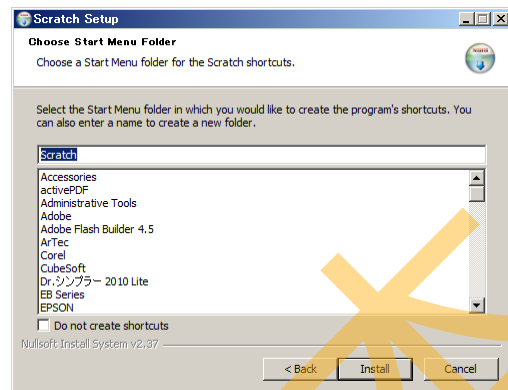 Scratch Setup
Choose Start Menu Folder
Choose a Start Menu folder for the Scratch shortcuts.
Select the Start Menu folder in which you would like to create the program's shortcuts. You
can also enter a name to create a new folder.
Scratch
Accessories
activePDF
Administrative Tools
Adobe
Adobe Flash Builder 4.5
ArTec
Corel
CubeSoft
Dr.シンプラー 2010 Lite
EB Series
EPSON
Do not create shortcuts
Nullsoft Install System v2.37
< Back Install Cancel